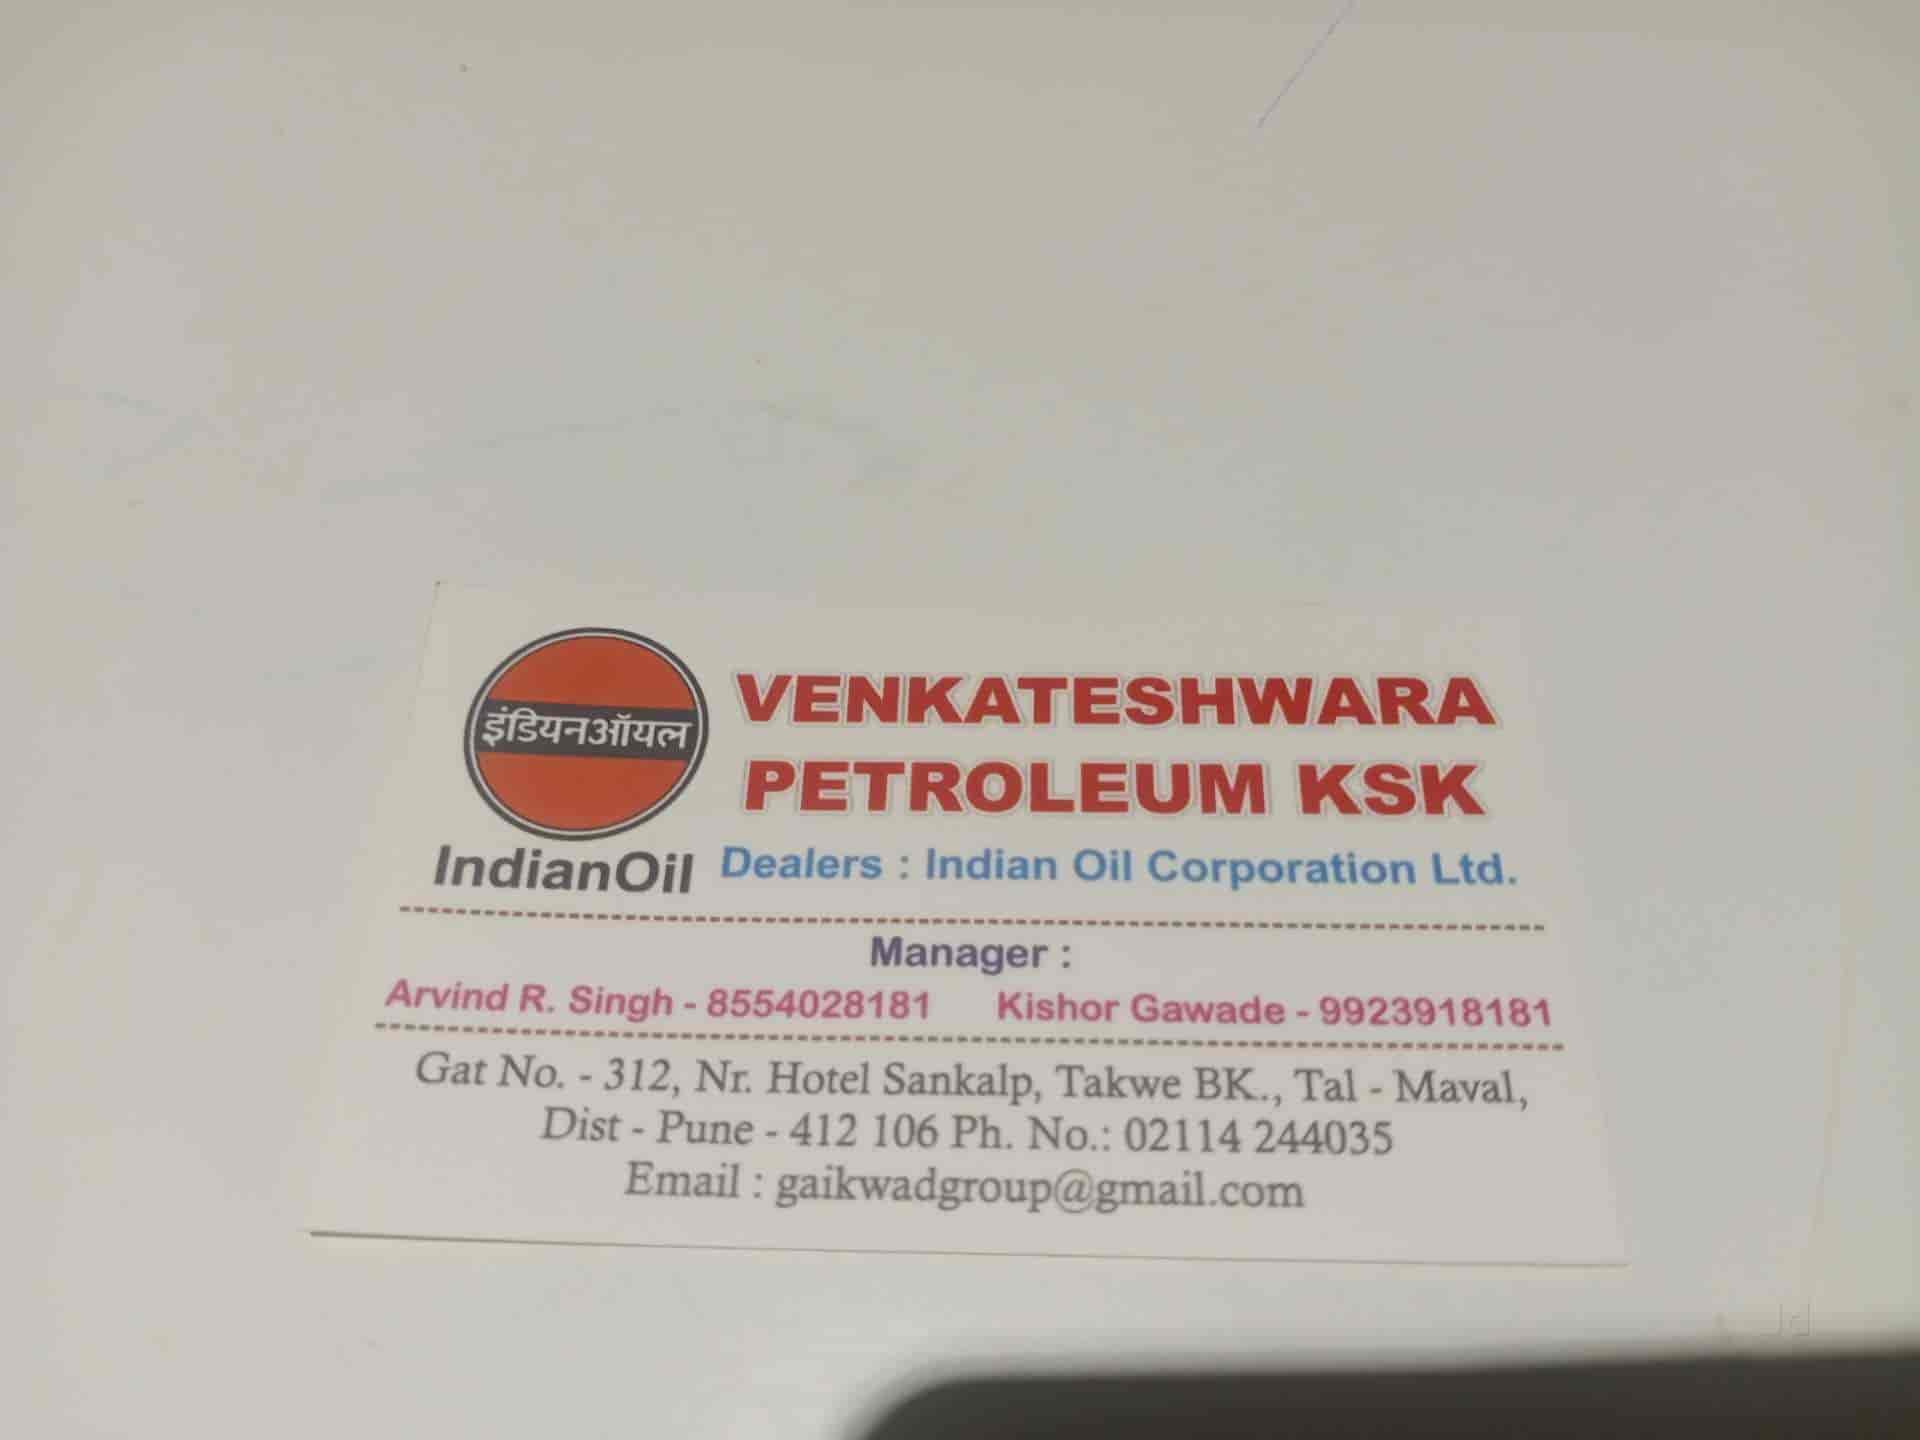 इंडियनऑयल
IndianOil
VENKATESHWARA
PETROLEUM KSK
Dealers : Indian Oil Corporation Ltd.
Manager :
Arvind R. Singh - 8554028181 Kishor Gawade - 9923918181
Gat No. - 312, Nr. Hotel Sankalp, Takwe BK., Tal - Maval,
Dist - Pune - 412 106 Ph. No.: 02114 244035
Email : gaikwadgroup@gmail.com
Jd